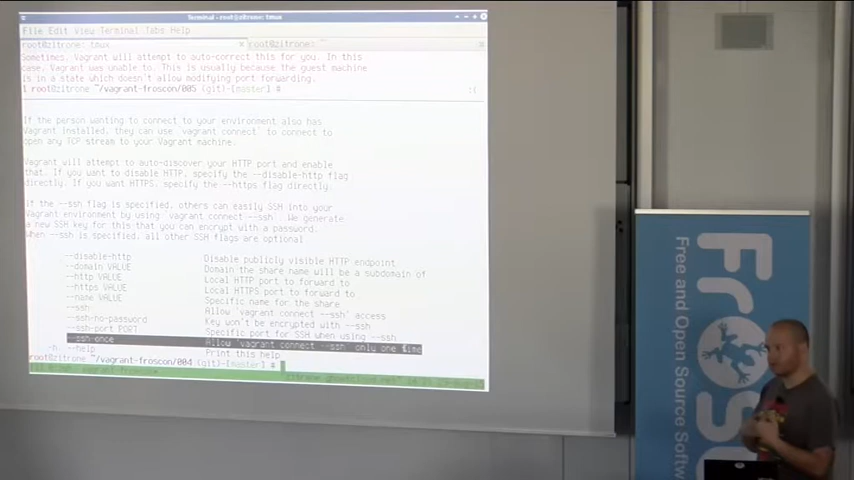 Terminal - root@zitrone: tmux
File Edit View Terminal Tabs Help
root@zitrone: tmux
root@zitrone: ~
Sometimes, Vagrant will attempt to auto-correct this for you. In this
case, Vagrant was unable to. This is usually because the guest machine
is in a state which doesn't allow modifying port forwarding.
1 root@zitrone ~/vagrant-froscon/005 (git)-[master] # :(
If the person wanting to connect to your environment also has
Vagrant installed, they can use `vagrant connect` to connect to
open any TCP stream to your Vagrant machine.
Vagrant will attempt to auto-discover your HTTP port and enable
that. If you want to disable HTTP, specify the --disable-http flag
directly. If you want HTTPS, specify the --https flag directly.
If the --ssh flag is specified, others can easily SSH into your
Vagrant environment by using `vagrant connect --ssh`. We generate
a new SSH key for this that you can encrypt with a password.
When --ssh is specified, all other SSH flags are optional.
--disable-http Disable publicly visible HTTP endpoint
--domain VALUE Domain the share name will be a subdomain of
--http VALUE Local HTTP port to forward to
--https VALUE Local HTTPS port to forward to
--name VALUE Specific name for the share
--ssh Allow 'vagrant connect --ssh' access
--ssh-no-password Key won't be encrypted with --ssh
--ssh-port PORT Specific port for SSH when using --ssh
--ssh-once Allow 'vagrant connect --ssh' only one time
-h --help Print this help
root@zitrone ~/vagrant-froscon/004 (git)-[master] #
Free and Open Source Softw
FrOS